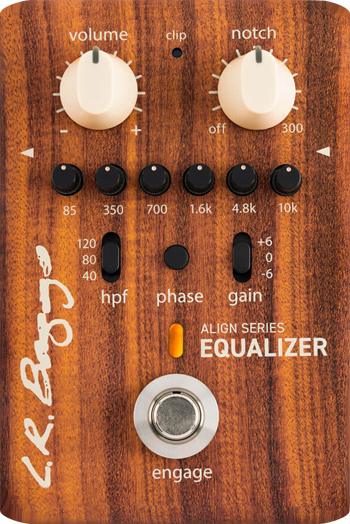 volume
clip
notch
- +
off 300
85 350 700 1.6k 4.8k 10k
120
80
40
hpf
phase
+6
0
-6
gain
ALIGN SERIES
EQUALIZER
L.R. Baggs
engage